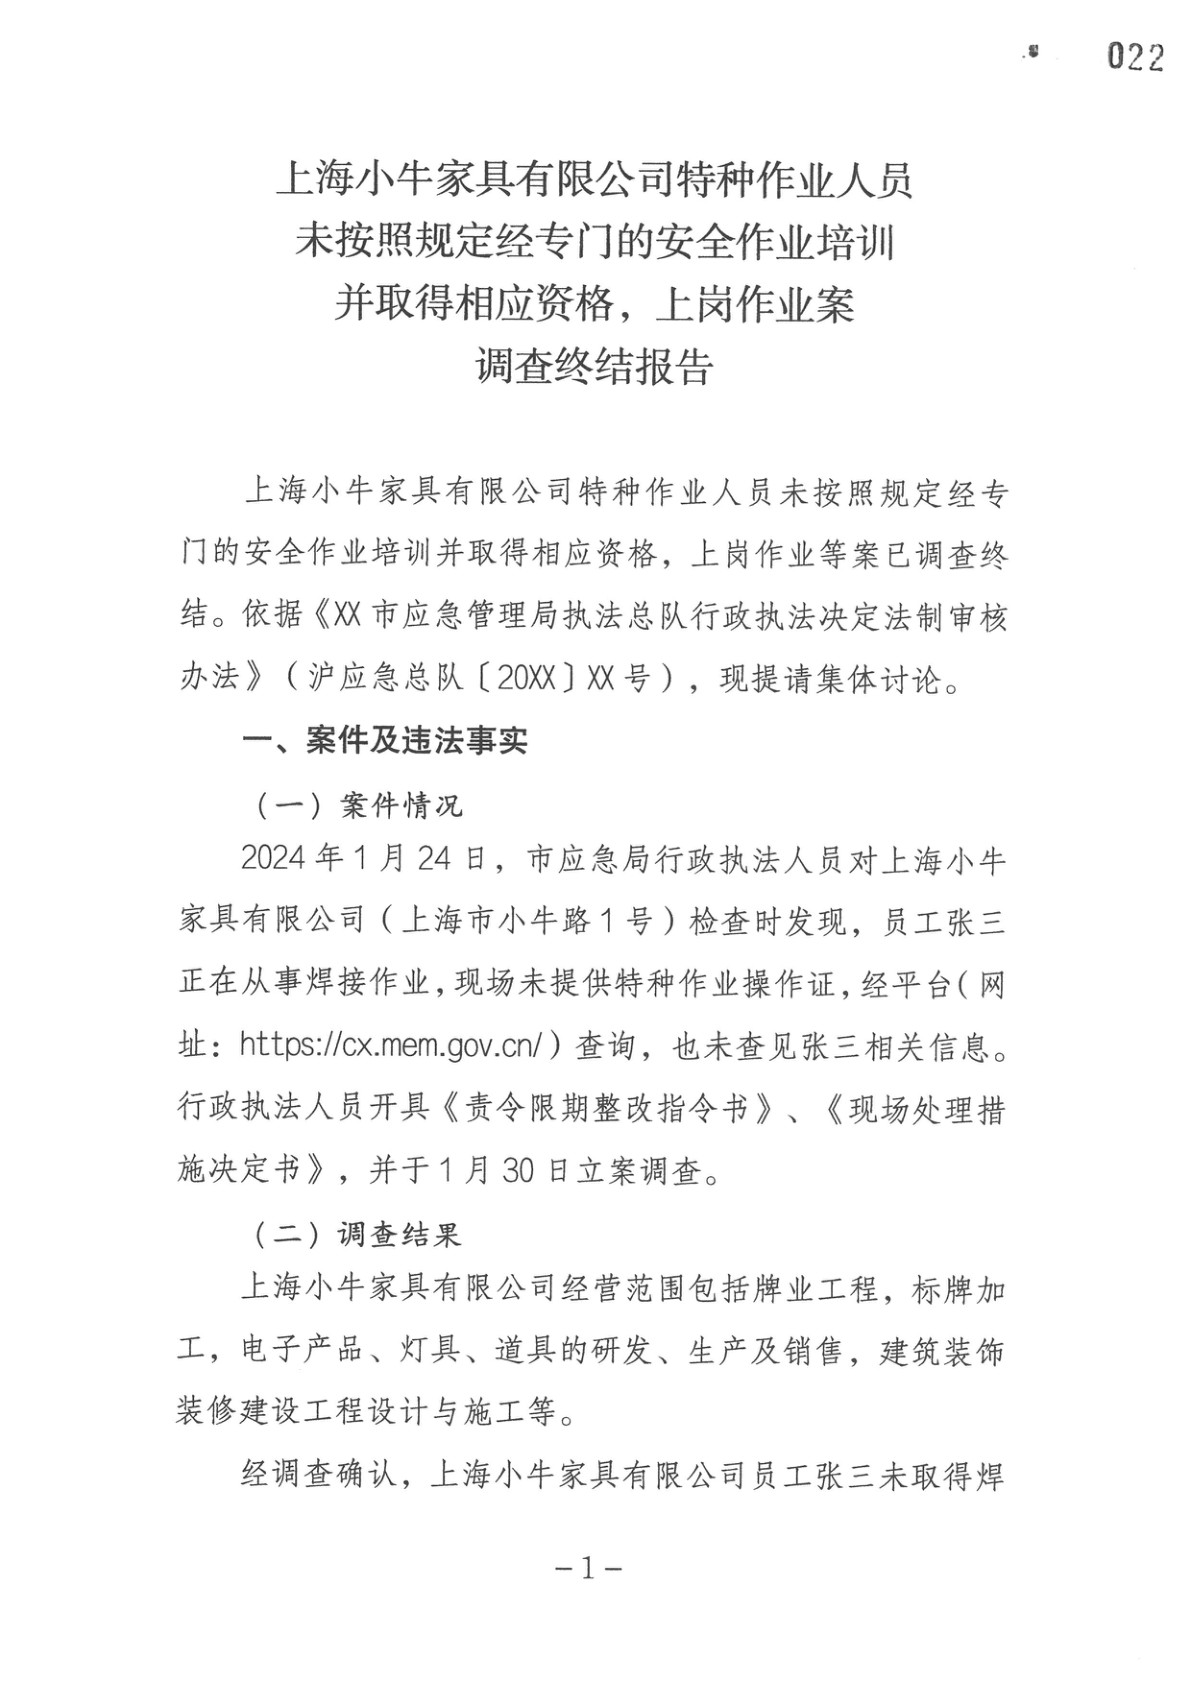 022
上海小牛家具有限公司特种作业人员
未按照规定经专门的安全作业培训
并取得相应资格，上岗作业案
调查终结报告
上海小牛家具有限公司特种作业人员未按照规定经专
门的安全作业培训并取得相应资格，上岗作业等案已调查终
结。依据《XX 市应急管理局执法总队行政执法决定法制审核
办法》（沪应急总队〔20XX〕XX 号），现提请集体讨论。
一、案件及违法事实
（一）案件情况
2024 年 1 月 24 日，市应急局行政执法人员对上海小牛
家具有限公司（上海市小牛路 1 号）检查时发现，员工张三
正在从事焊接作业，现场未提供特种作业操作证，经平台（网
址：https://cx.mem.gov.cn/）查询，也未查见张三相关信息。
行政执法人员开具《责令限期整改指令书》、《现场处理措
施决定书》，并于 1 月 30 日立案调查。
（二）调查结果
上海小牛家具有限公司经营范围包括牌业工程，标牌加
工，电子产品、灯具、道具的研发、生产及销售，建筑装饰
装修建设工程设计与施工等。
经调查确认，上海小牛家具有限公司员工张三未取得焊
－1－